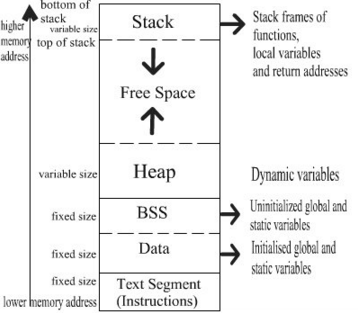 bottom of
stack
higher
memory
address
variable size
top of stack
Stack
Stack frames of
functions,
local variables
and return addresses
Free Space
variable size
Heap
Dynamic variables
fixed size
BSS
Uninitialized global and
static variables
fixed size
Data
Initialised global and
static variables
fixed size
Text Segment
(Instructions)
lower memory address